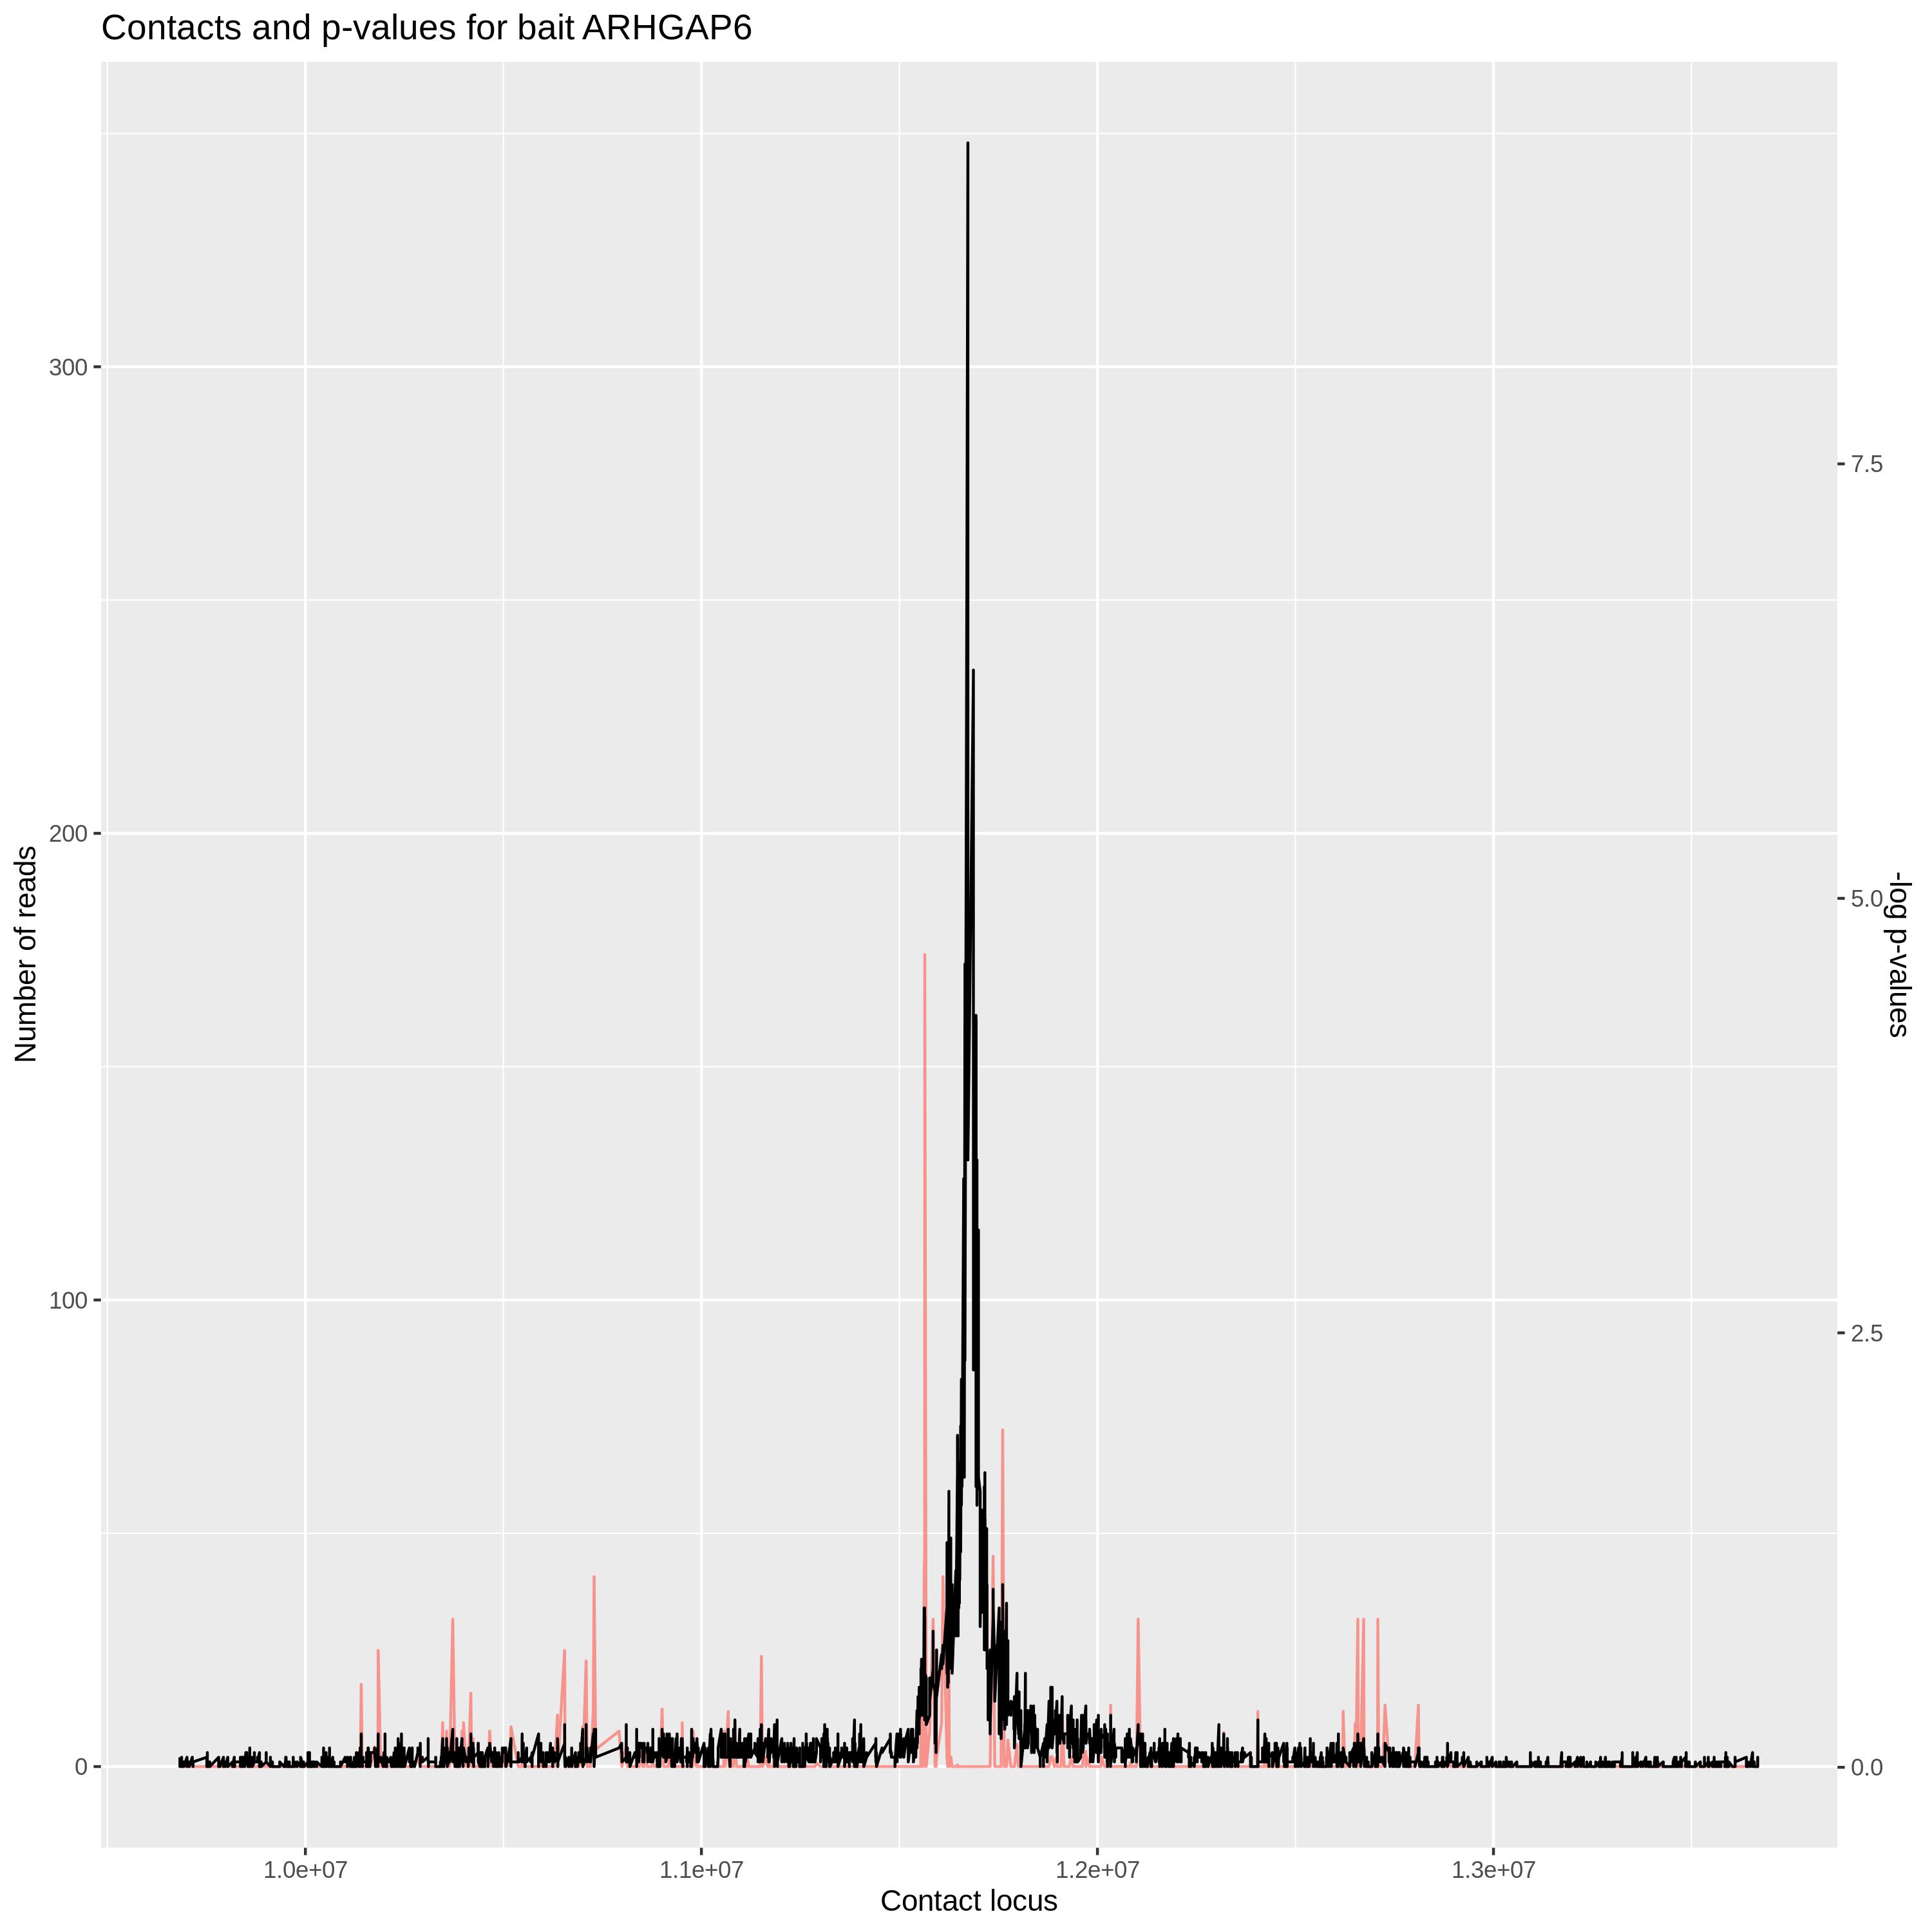 Contacts and p-values for bait ARHGAP6
300
200
100
0
Number of reads
7.5
5.0
2.5
0.0
-log p-values
1.0e+07
1.1e+07
1.2e+07
1.3e+07
Contact locus